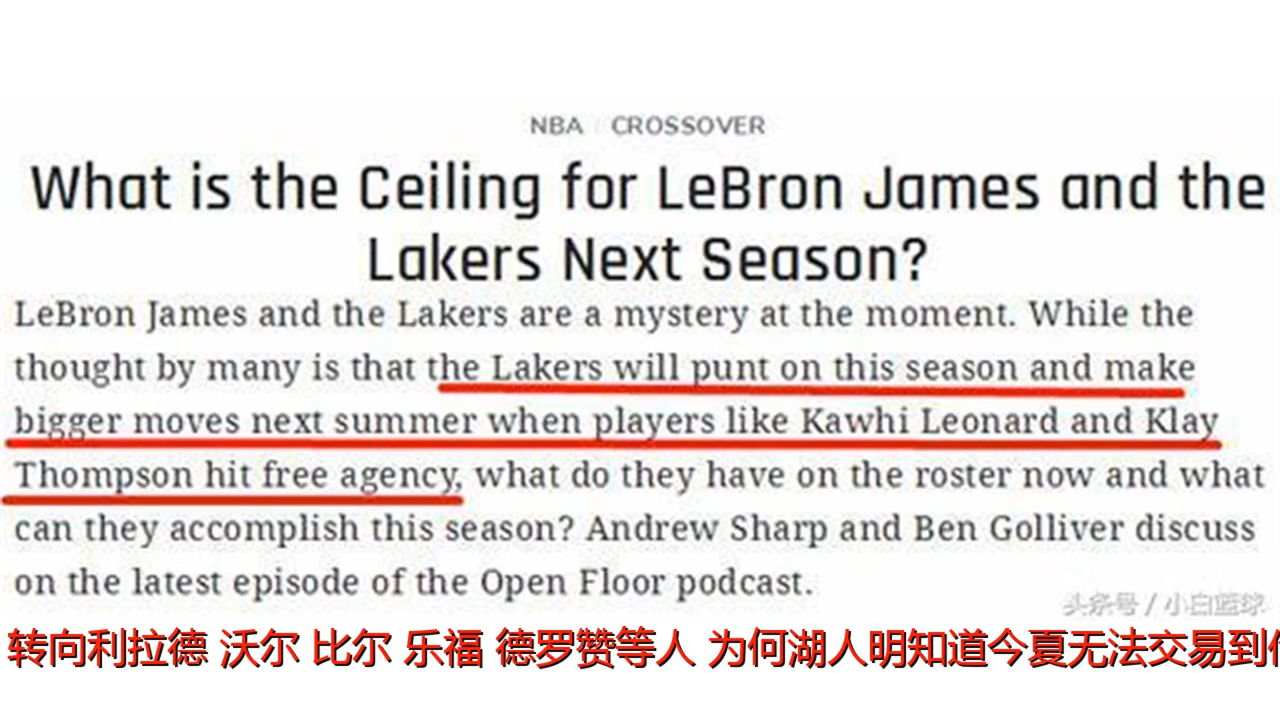 NBA CROSSOVER
What is the Ceiling for LeBron James and the
Lakers Next Season?
LeBron James and the Lakers are a mystery at the moment. While the
thought by many is that the Lakers will punt on this season and make
bigger moves next summer when players like Kawhi Leonard and Klay
Thompson hit free agency, what do they have on the roster now and what
can they accomplish this season? Andrew Sharp and Ben Golliver discuss
on the latest episode of the Open Floor podcast.
头条号 / 小白蓝球
转向利拉德 沃尔 比尔 乐福 德罗赞等人 为何湖人明知道今夏无法交易到